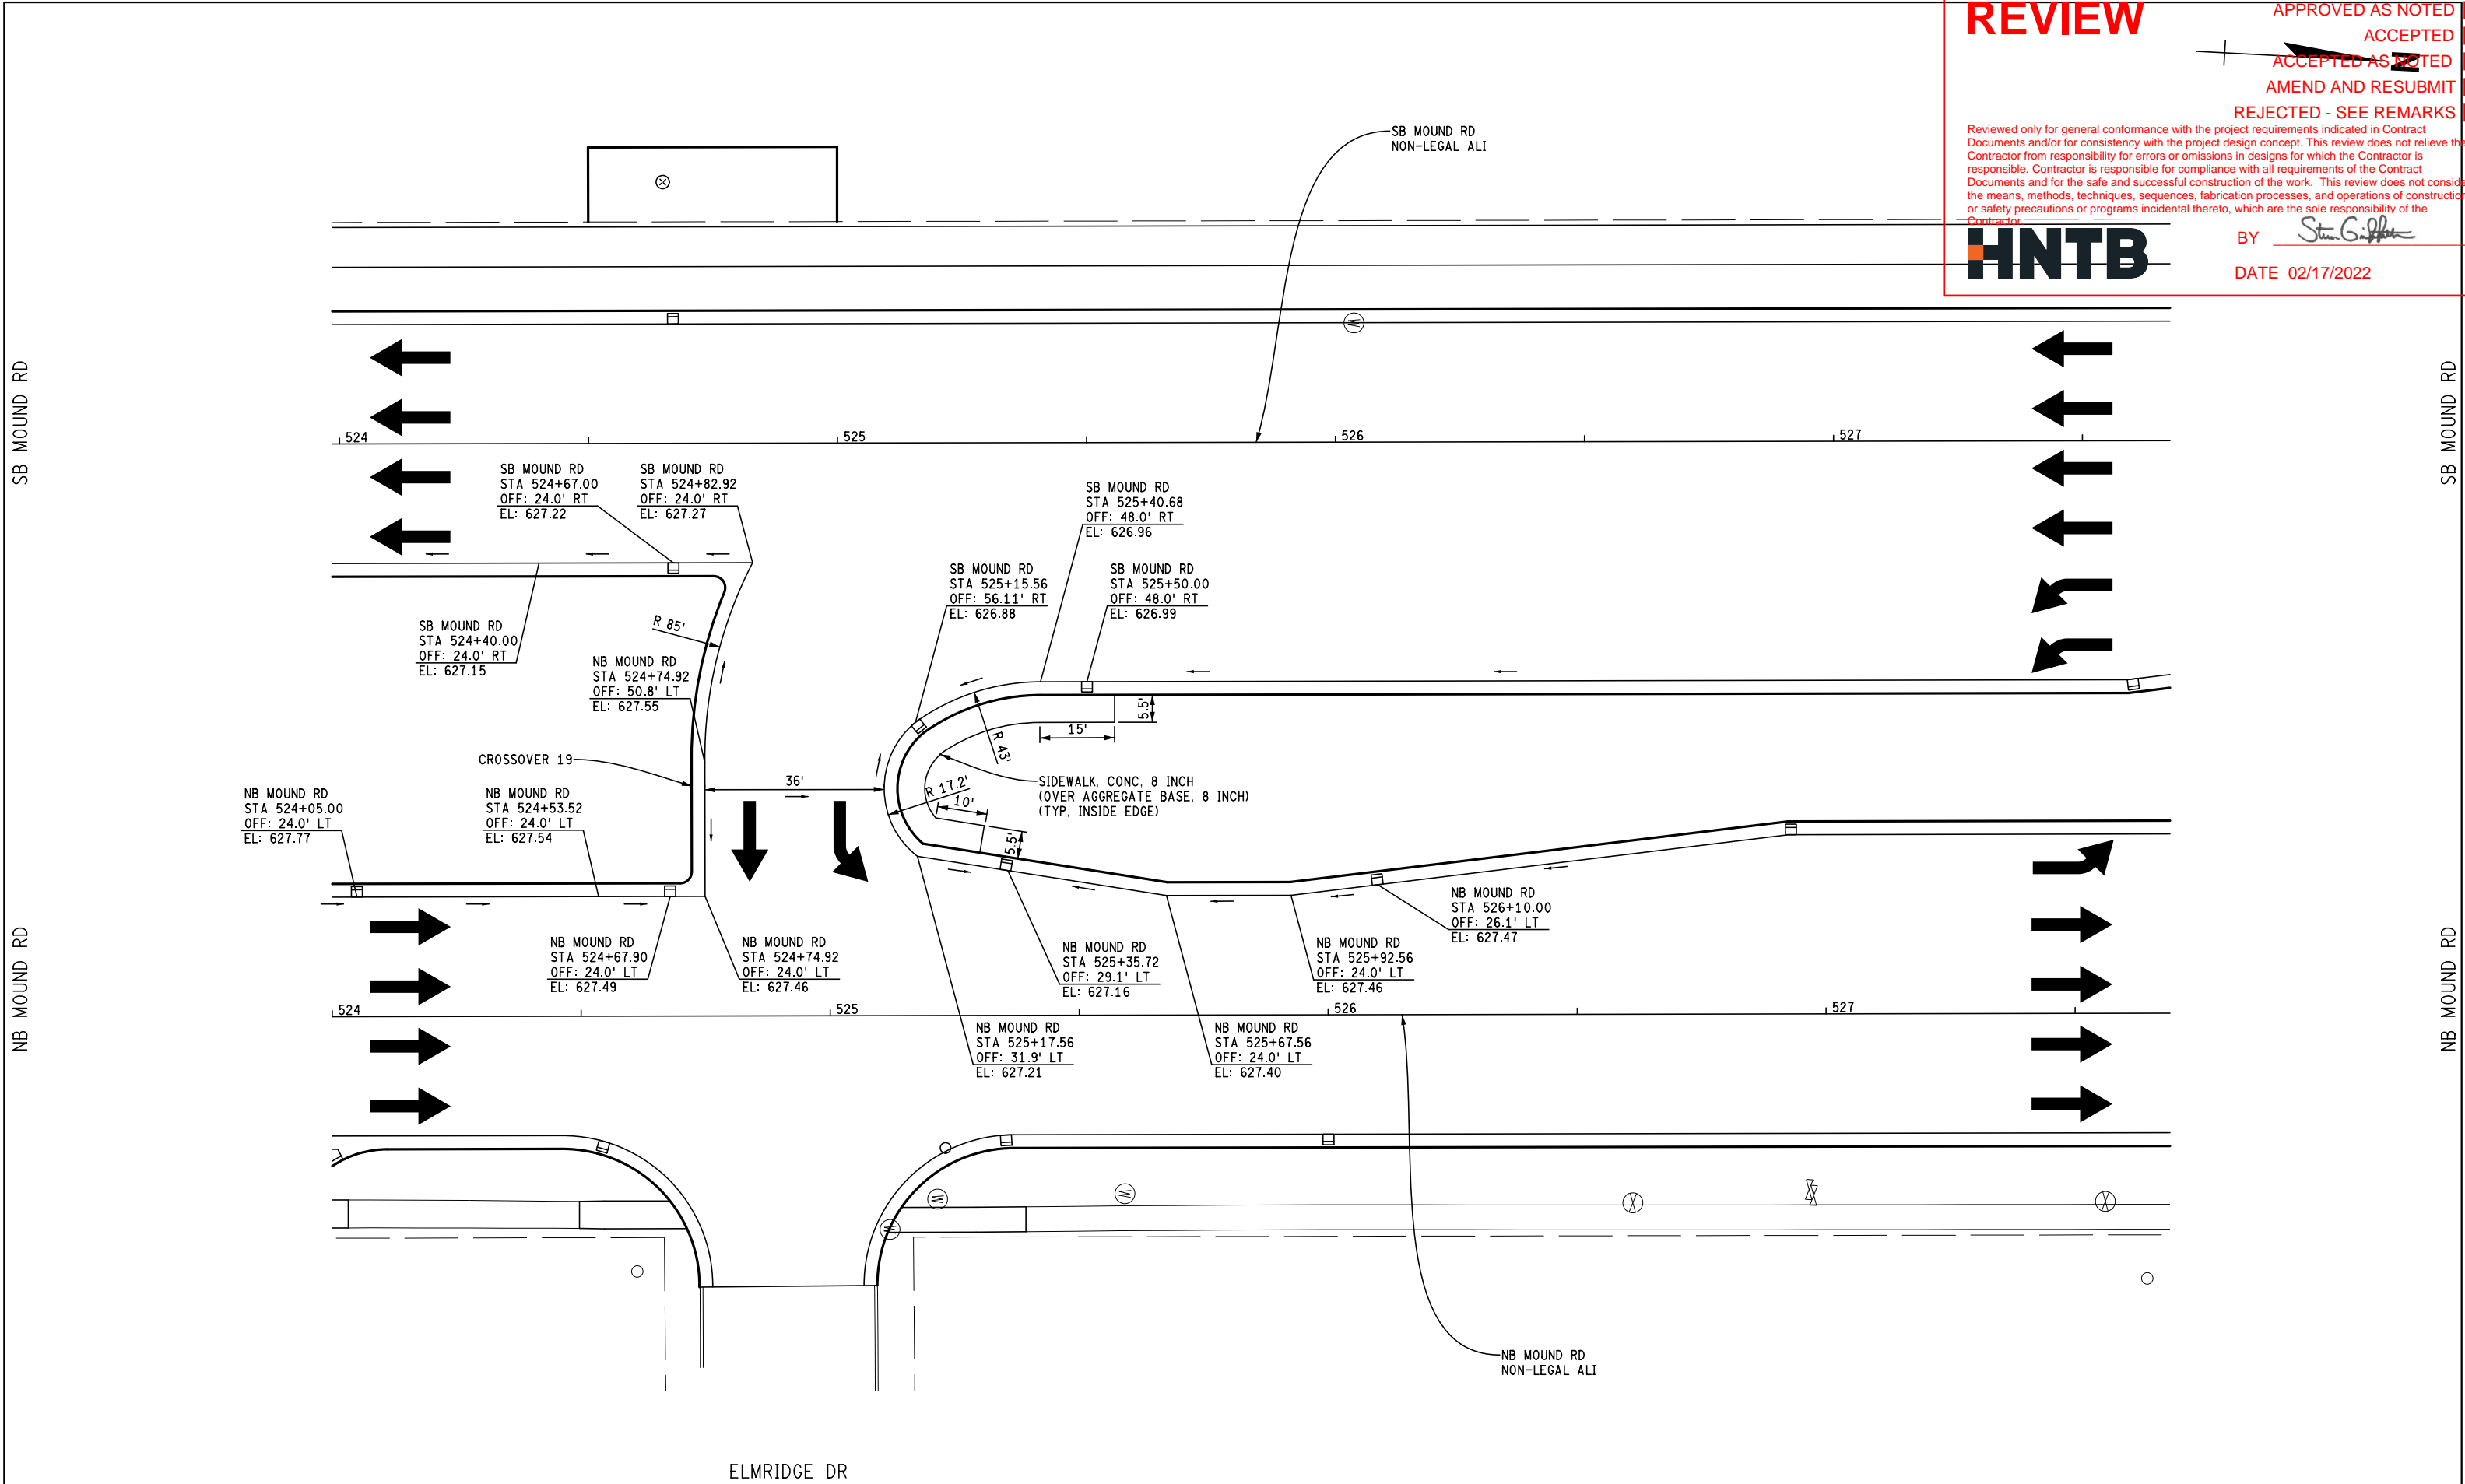 REVIEW
APPROVED AS NOTED
ACCEPTED
ACCEPTED AS NOTED
N
AMEND AND RESUBMIT
REJECTED - SEE REMARKS
Reviewed only for general conformance with the project requirements indicated in Contract
Documents and/or for consistency with the project design concept. This review does not relieve the
Contractor from responsibility for errors or omissions in designs for which the Contractor is
responsible. Contractor is responsible for compliance with all requirements of the Contract
Documents and for the safe and successful construction of the work. This review does not
the means, methods, techniques, sequences, fabrication processes, and operations of
or safety precautions or programs incidental thereto, which are the sole responsibility of the
Contractor.
HNTB
BY
DATE 02/17/2022
SB MOUND RD
NON-LEGAL ALI
SB MOUND RD
SB MOUND RD
524
525
526
527
SB MOUND RD
STA 524+67.00
OFF: 24.0' RT
EL: 627.22
SB MOUND RD
STA 524+82.92
OFF: 24.0' RT
EL: 627.27
SB MOUND RD
STA 525+40.68
OFF: 48.0' RT
EL: 626.96
SB MOUND RD
STA 525+15.56
OFF: 56.11' RT
EL: 626.88
SB MOUND RD
STA 525+50.00
OFF: 48.0' RT
EL: 626.99
SB MOUND RD
STA 524+40.00
OFF: 24.0' RT
EL: 627.15
R 85'
NB MOUND RD
STA 524+74.92
OFF: 50.8' LT
EL: 627.55
5.5'
15'
R 43'
CROSSOVER 19
36'
R 17.2'
10'
5.5'
SIDEWALK, CONC, 8 INCH
(OVER AGGREGATE BASE, 8 INCH)
(TYP, INSIDE EDGE)
NB MOUND RD
STA 524+05.00
OFF: 24.0' LT
EL: 627.77
NB MOUND RD
STA 524+53.52
OFF: 24.0' LT
EL: 627.54
NB MOUND RD
STA 526+10.00
OFF: 26.1' LT
EL: 627.47
NB MOUND RD
STA 524+67.90
OFF: 24.0' LT
EL: 627.49
NB MOUND RD
STA 524+74.92
OFF: 24.0' LT
EL: 627.46
NB MOUND RD
STA 525+35.72
OFF: 29.1' LT
EL: 627.16
NB MOUND RD
STA 525+92.56
OFF: 24.0' LT
EL: 627.46
NB MOUND RD
NB MOUND RD
524
525
526
527
NB MOUND RD
STA 525+17.56
OFF: 31.9' LT
EL: 627.21
NB MOUND RD
STA 525+67.56
OFF: 24.0' LT
EL: 627.40
NB MOUND RD
NON-LEGAL ALI
ELMRIDGE DR